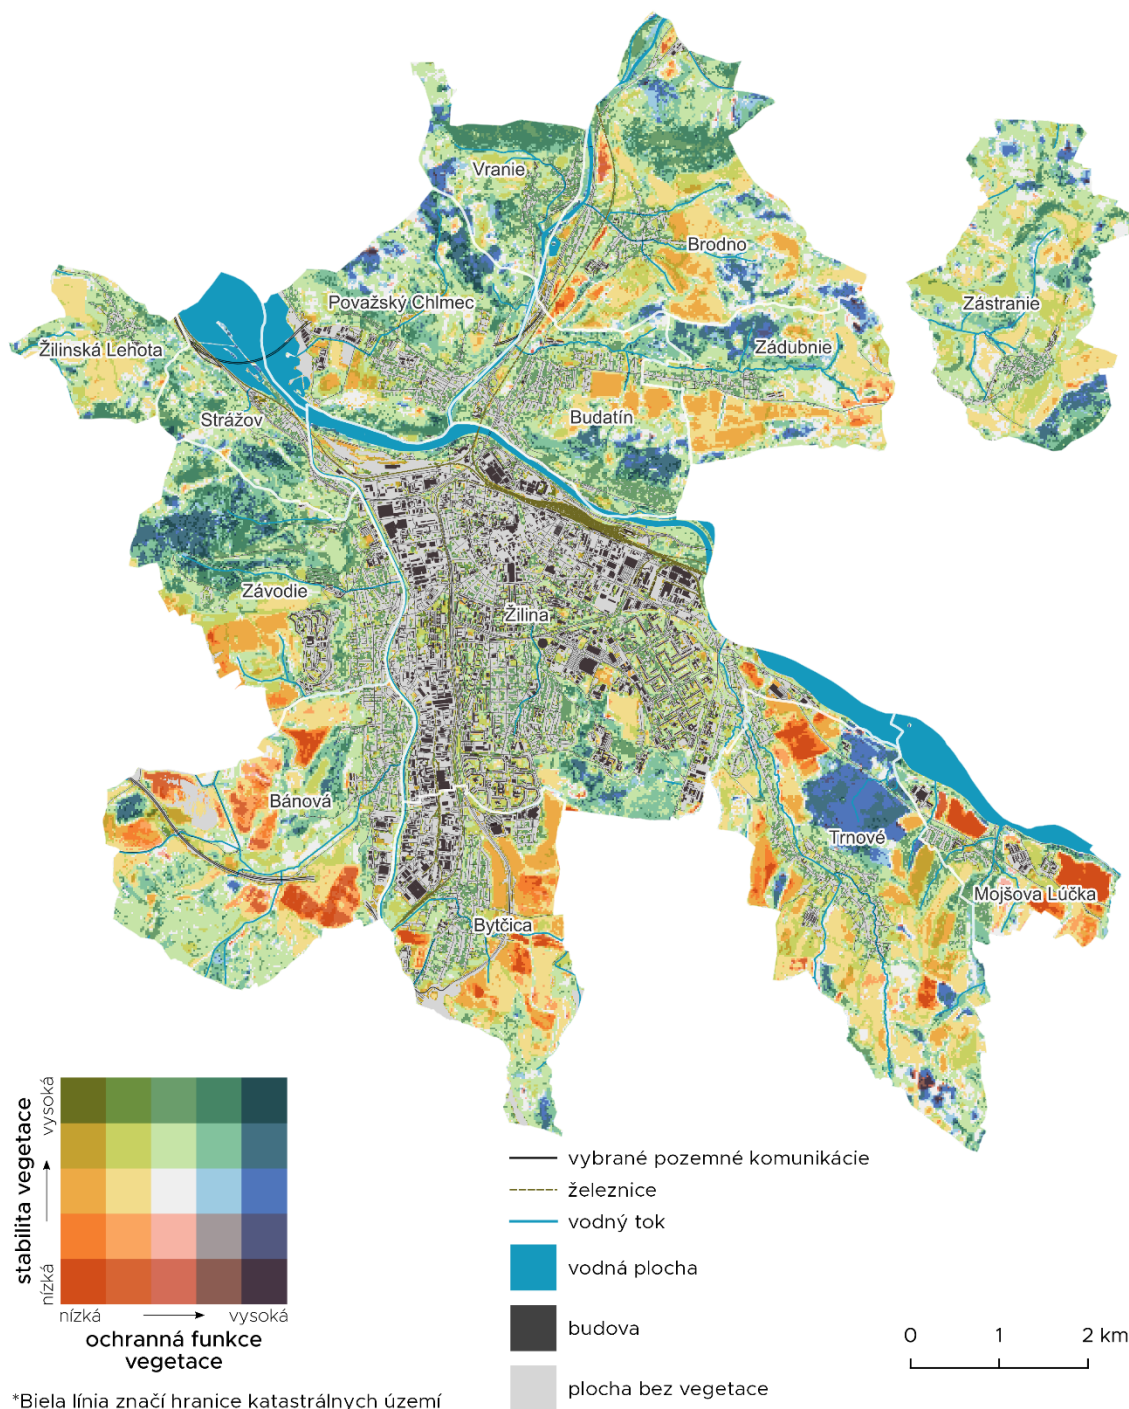 Vranie
Brodno
Považský Chlmec
Zástranie
Žilinská Lehota
Zádubnie
Strážov
Budatín
Závodie
Žilina
Bánová
Trnové
Mojšova Lúčka
Bytčica
stabilita vegetace
vysoká
nízká
nízká
vysoká
ochranná funkce
vegetace
*Biela línia značí hranice katastrálnych území
vybrané pozemné komunikácie
železnice
vodný tok
vodná plocha
budova
plocha bez vegetace
0 1 2 km